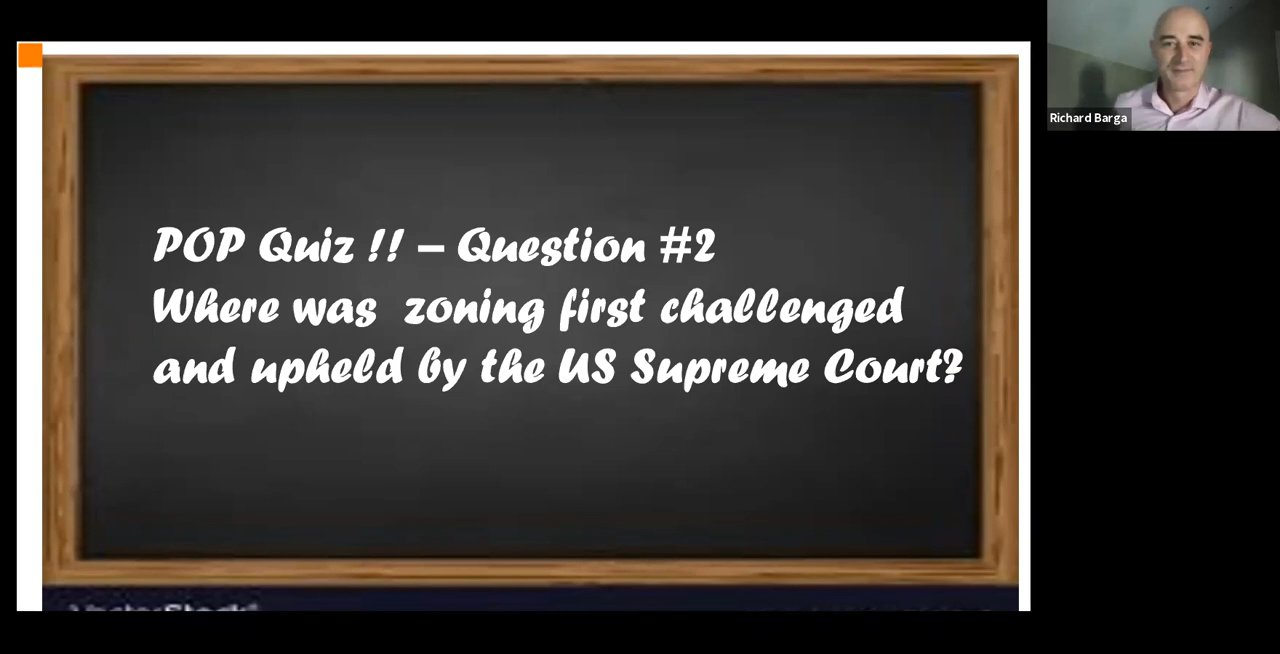 POP Quiz !! – Question #2
Where was zoning first challenged
and upheld by the US Supreme Court?
Richard Barga